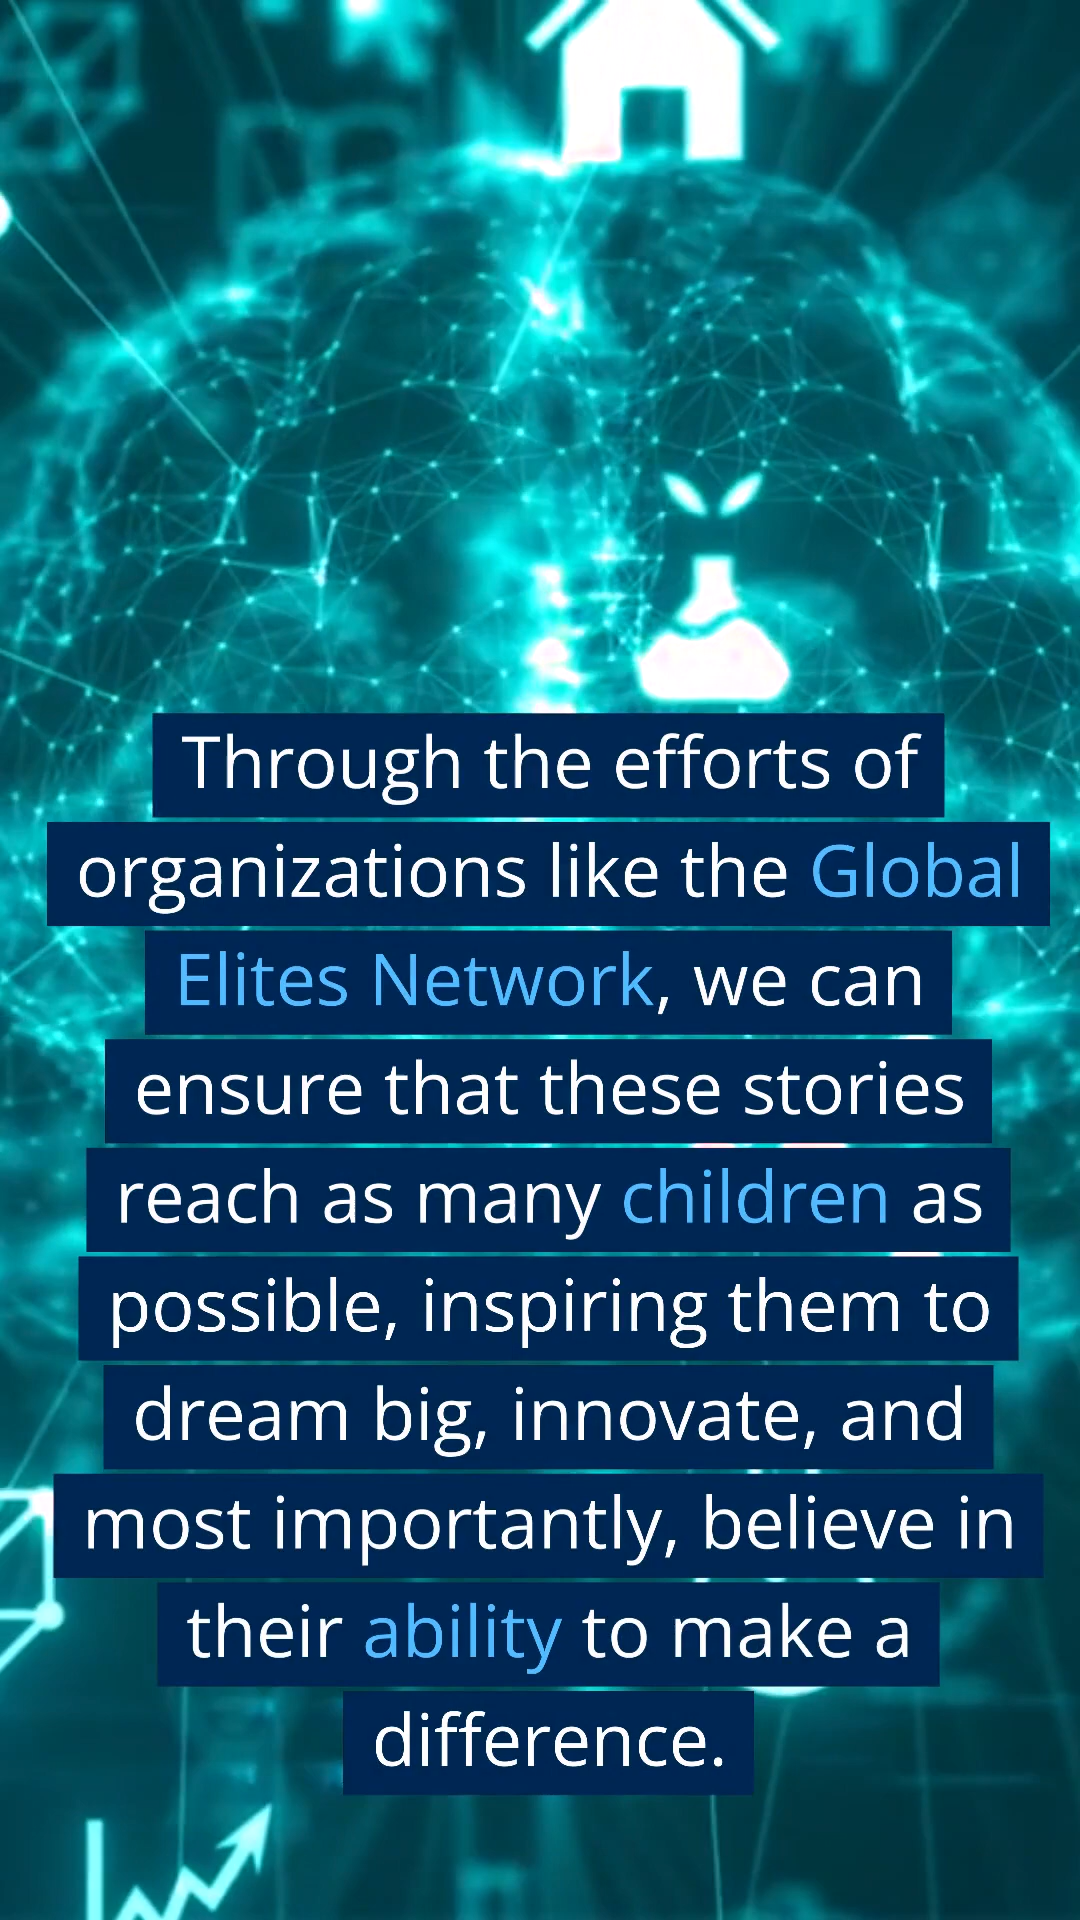 Through the efforts of
organizations like the Global
Elites Network, we can
ensure that these stories
reach as many children as
possible, inspiring them to
dream big, innovate, and
most importantly, believe in
their ability to make a
difference.